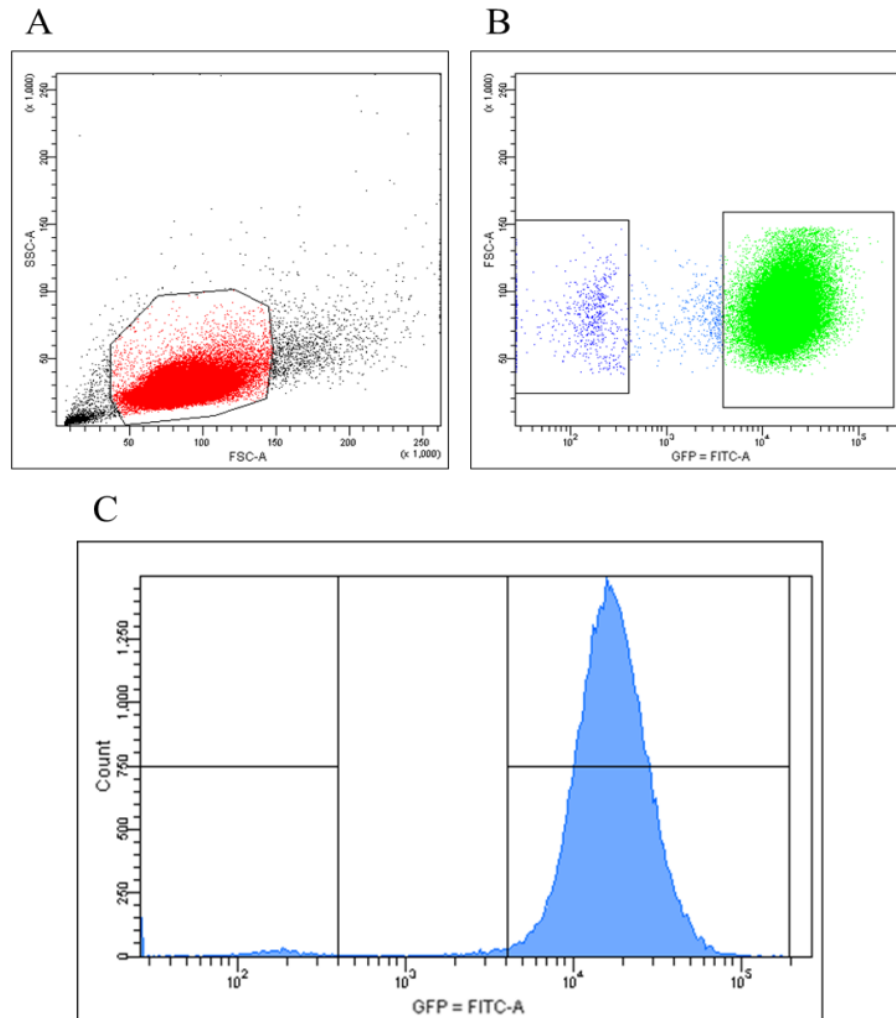 A
B
(x 1,000)
250
200
150
100
50
SSC-A
50
100
150
200
250
FSC-A
(x 1,000)
(x 1,000)
250
200
150
100
50
FSC-A
10²
10³
10⁴
10⁵
GFP = FITC-A
C
1,250
1,000
750
500
250
0
Count
10²
10³
10⁴
10⁵
GFP = FITC-A